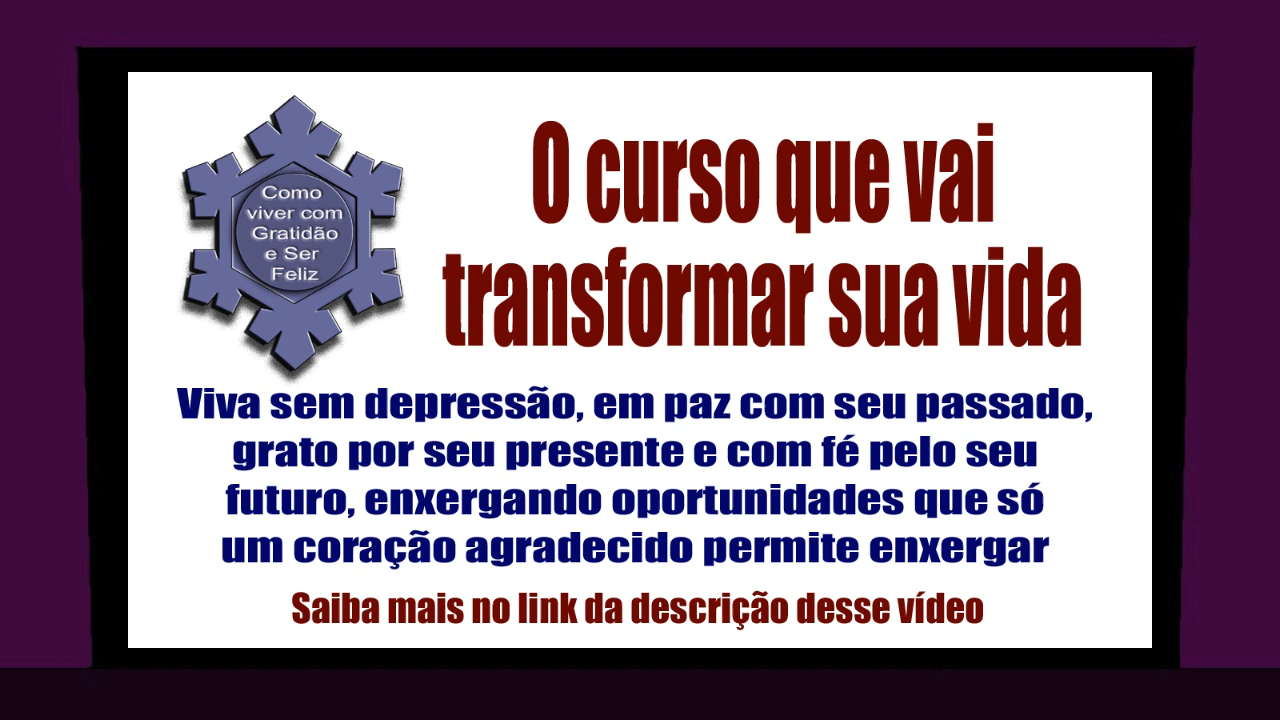 Como
viver com
Gratidão
e Ser
Feliz
O curso que vai
transformar sua vida
Viva sem depressão, em paz com seu passado,
grato por seu presente e com fé pelo seu
futuro, enxergando oportunidades que só
um coração agradecido permite enxergar
Saiba mais no link da descrição desse vídeo